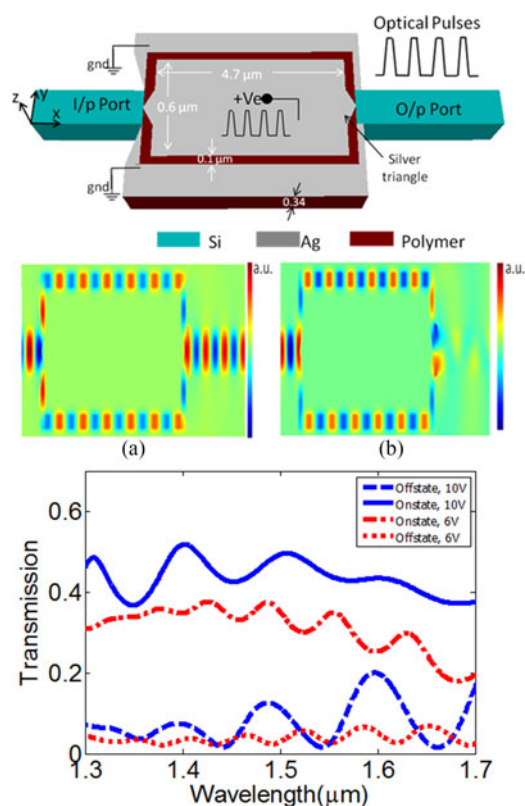 Optical Pulses
gnd
z y x
I/p Port
4.7 μm
0.6 μm
+Ve
O/p Port
0.1 μm
Silver triangle
gnd
0.34
Si Ag Polymer
a.u. a.u.
(a) (b)
Offstate, 10V
Onstate, 10V
Onstate, 6V
Offstate, 6V
0.6
0.4
0.2
0
Transmission
1.3 1.4 1.5 1.6 1.7
Wavelength(μm)